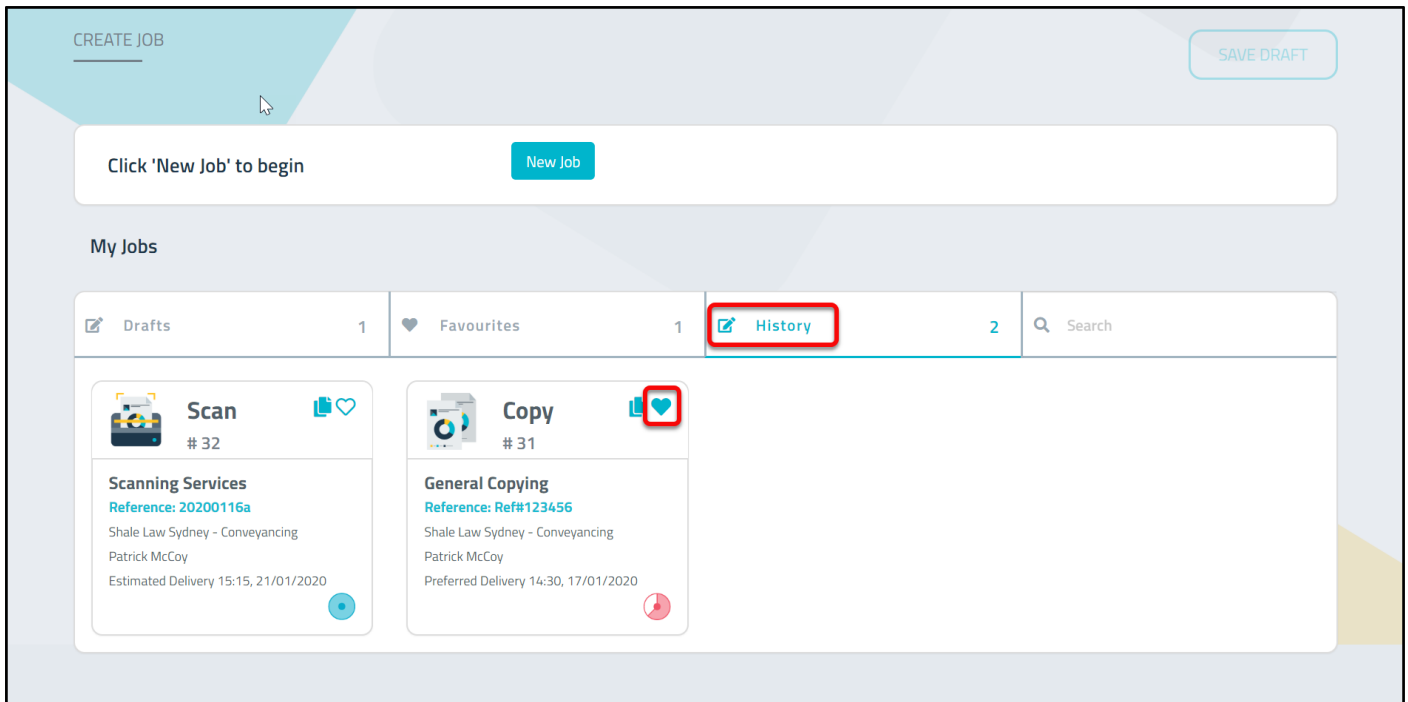 CREATE JOB
SAVE DRAFT
Click 'New Job' to begin
New Job
My Jobs
Drafts 1
Favourites 1
History 2
Search
Scan
# 32
Scanning Services
Reference: 20200116a
Shale Law Sydney - Conveyancing
Patrick McCoy
Estimated Delivery 15:15, 21/01/2020
Copy
# 31
General Copying
Reference: Ref#123456
Shale Law Sydney - Conveyancing
Patrick McCoy
Preferred Delivery 14:30, 17/01/2020